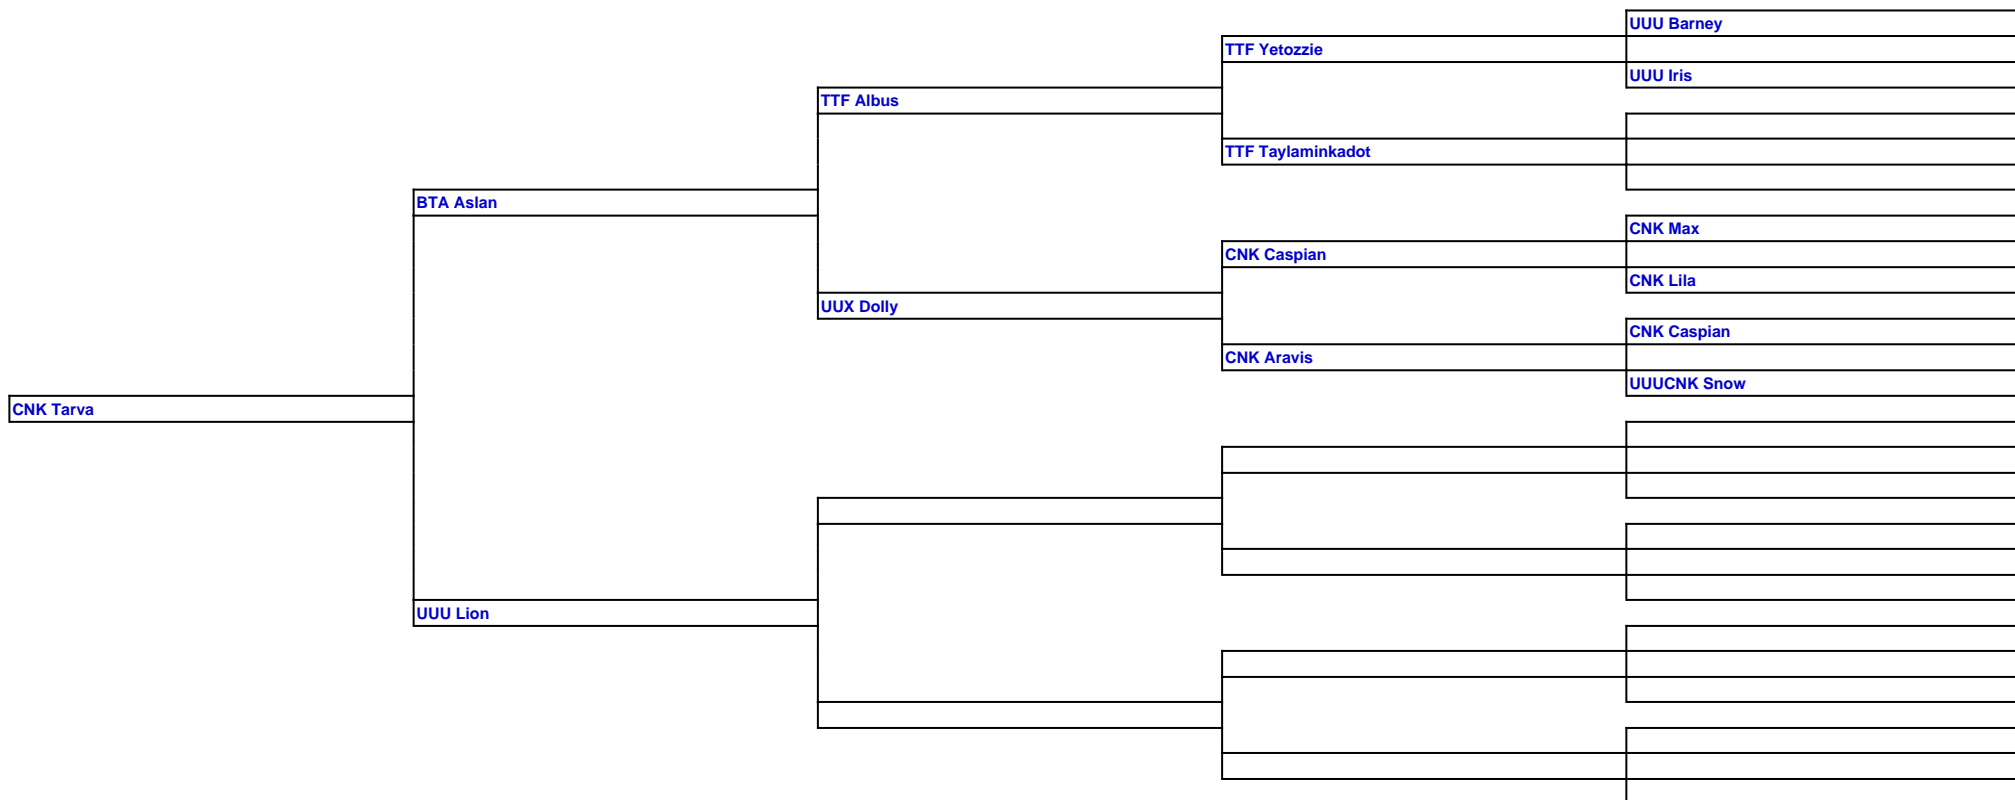 UUU Barney
TTF Yetozzie
UUU Iris
TTF Albus
TTF Taylaminkadot
BTA Aslan
CNK Max
CNK Caspian
CNK Lila
UUX Dolly
CNK Caspian
CNK Aravis
UUUCNK Snow
CNK Tarva
UUU Lion